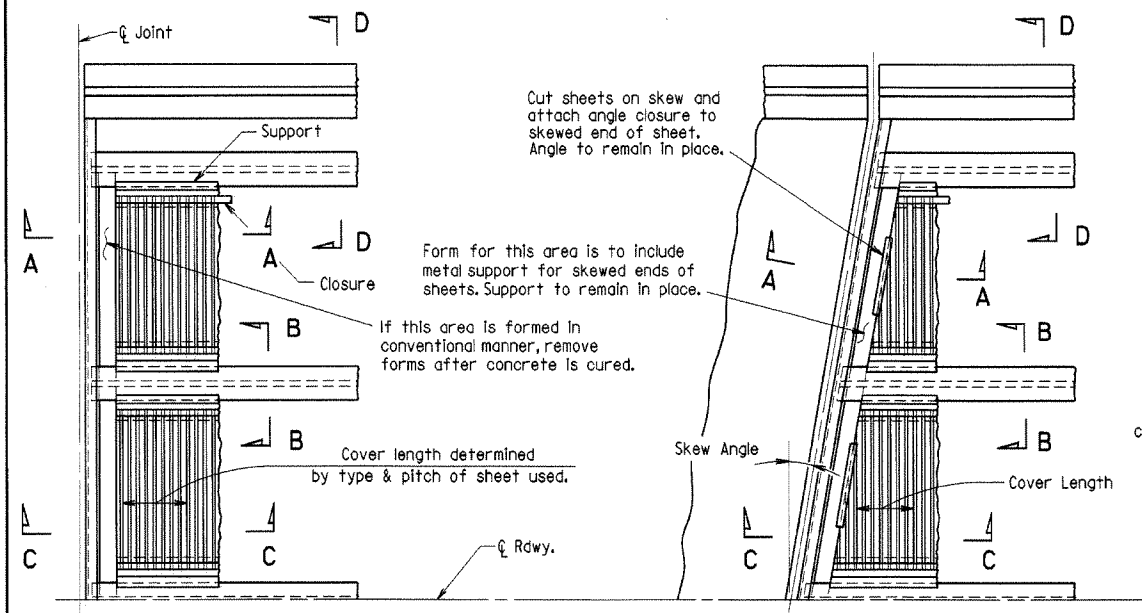 ℄ Joint
D
D
Support
Cut sheets on skew and
attach angle closure to
skewed end of sheet.
Angle to remain in place.
A
A
D
Closure
Form for this area is to include
metal support for skewed ends of
sheets. Support to remain in place.
A
A
D
B
B
If this area is formed in
conventional manner, remove
forms after concrete is cured.
B
B
c
Cover length determined
by type & pitch of sheet used.
Skew Angle
Cover Length
C
C
C
C
℄ Rdwy.